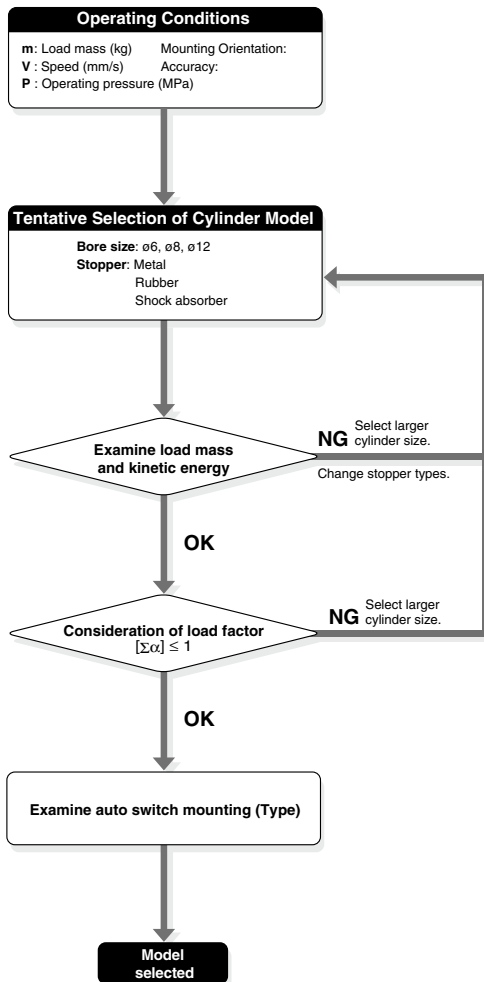 Operating Conditions
m: Load mass (kg) Mounting Orientation:
V : Speed (mm/s) Accuracy:
P : Operating pressure (MPa)
Tentative Selection of Cylinder Model
Bore size: ø6, ø8, ø12
Stopper: Metal
Rubber
Shock absorber
Examine load mass
and kinetic energy
NG Select larger
cylinder size.
Change stopper types.
OK
Consideration of load factor
[Σα] ≤ 1
NG Select larger
cylinder size.
OK
Examine auto switch mounting (Type)
Model
selected